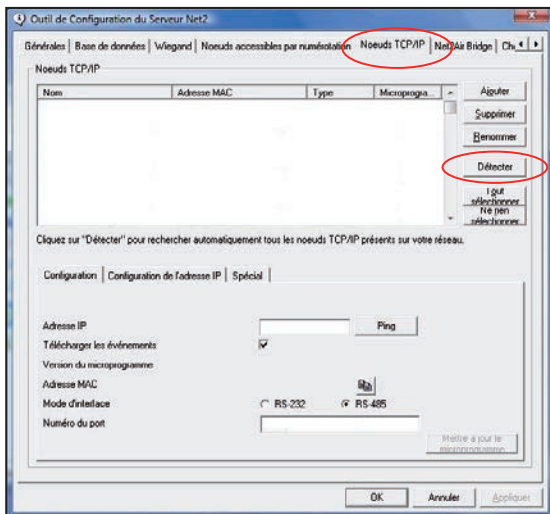 Outil de Configuration du Serveur Net2
Générales Base de données Wiegand Noeuds accessibles par numérotation Noeuds TCP/IP Net2Air Bridge
Noeuds TCP/IP
Nom Adresse MAC Type Microprogra...
Ajouter
Supprimer
Renommer
Détecter
Tout sélectionner
Ne rien sélectionner
Cliquez sur "Détecter" pour rechercher automatiquement tous les noeuds TCP/IP présents sur votre réseau.
Configuration Configuration de l'adresse IP Spécial
Adresse IP Ping
Télécharger les événements
Version du microprogramme
Adresse MAC
Mode d'interface RS-232 RS-485
Numéro du port
Mettre à jour le microprogramme
OK Annuler Appliquer